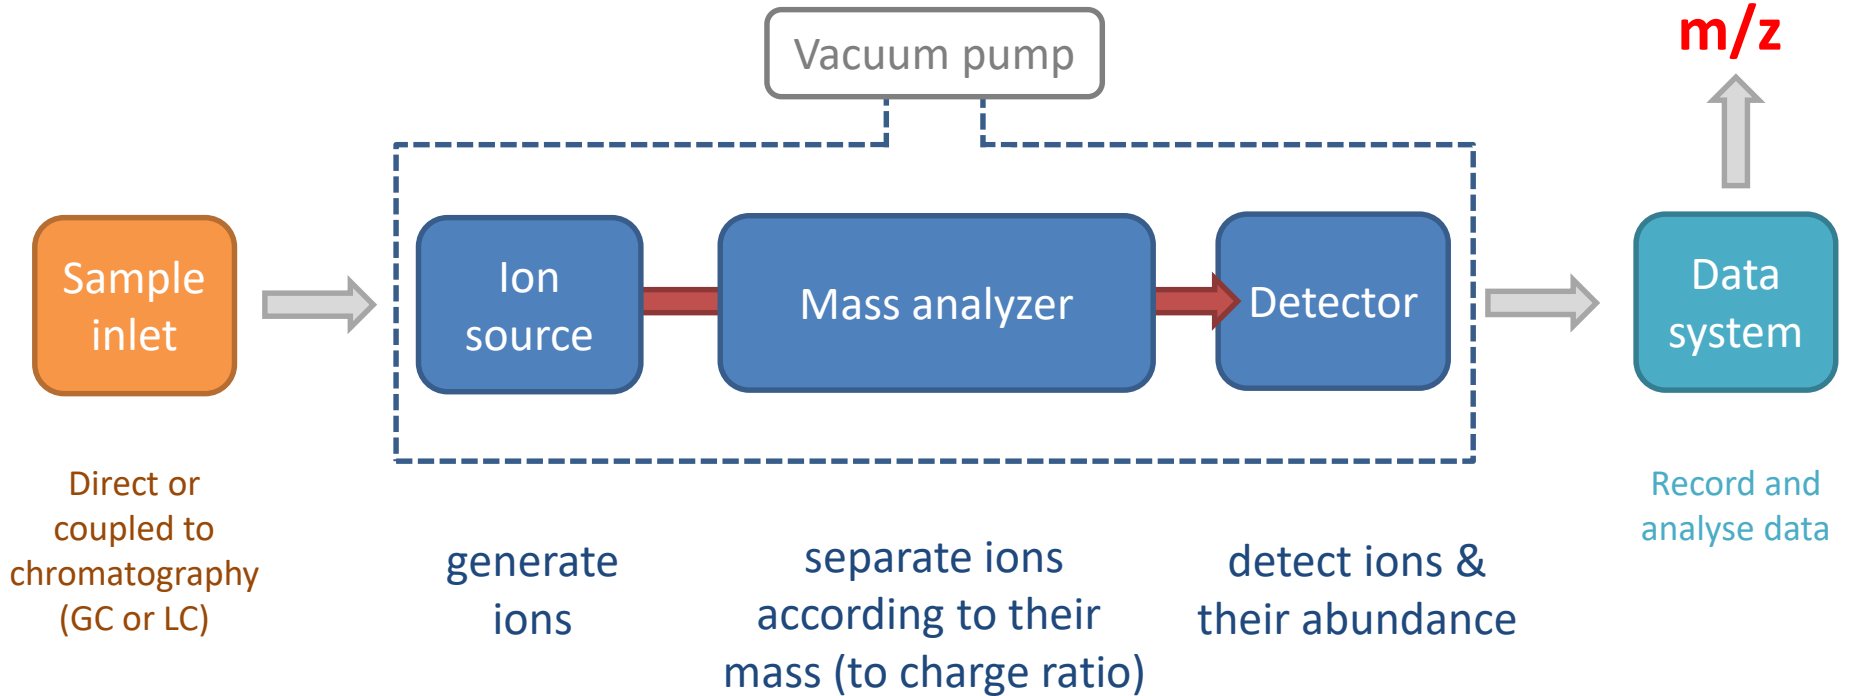 Vacuum pump
m/z
Sample
inlet
Ion
source
Mass analyzer
Detector
Data
system
Direct or
coupled to
chromatography
(GC or LC)
generate
ions
separate ions
according to their
mass (to charge ratio)
detect ions &
their abundance
Record and
analyse data